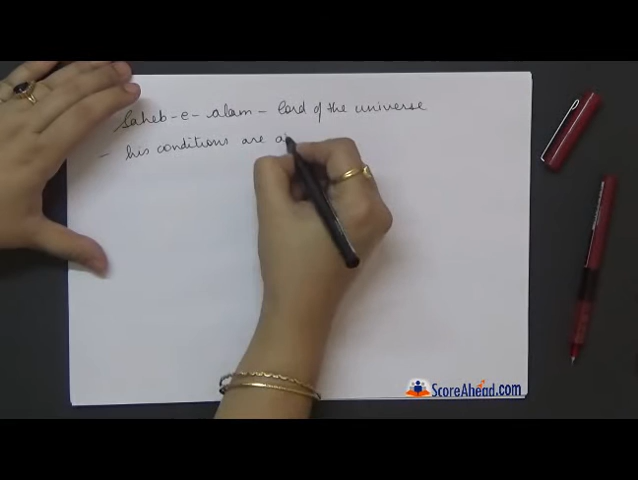 Saheb-e-alam - lord of the universe
- his conditions are
ScoreAhead.com